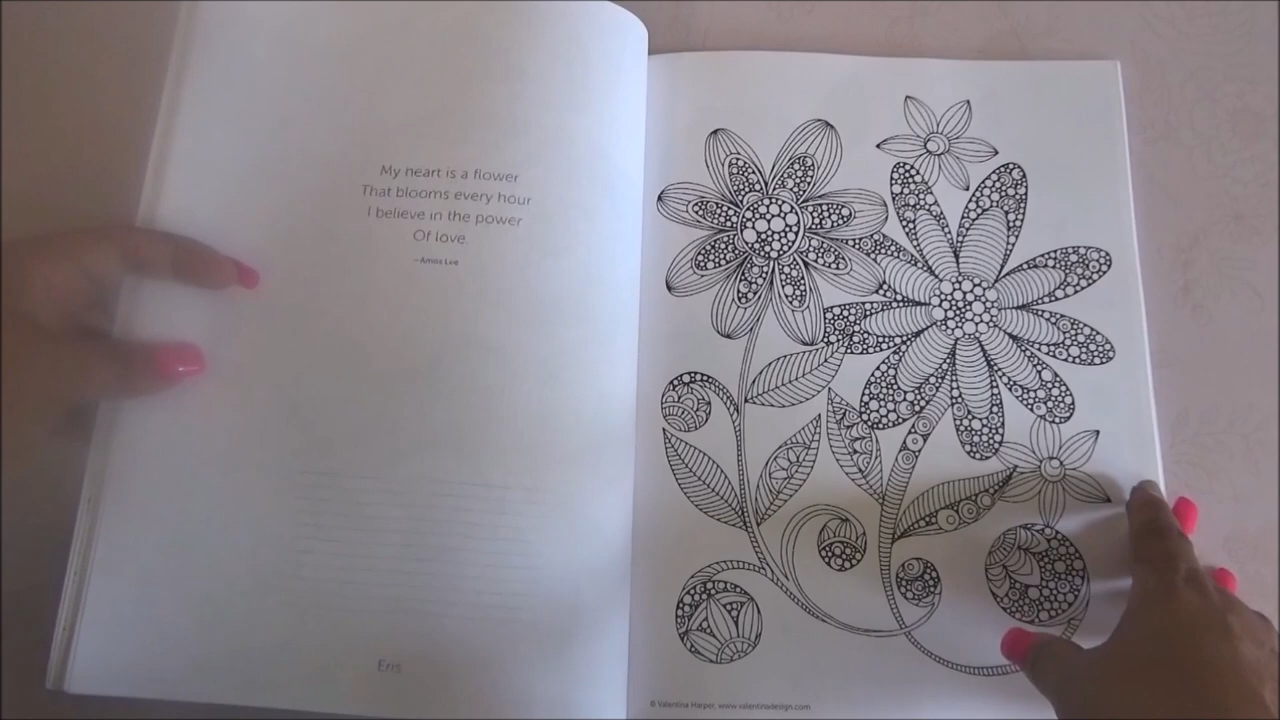 My heart is a flower
That blooms every hour
I believe in the power
Of love.
—Amos Lee
Eris
© Valentina Harper, www.valentinadesign.com